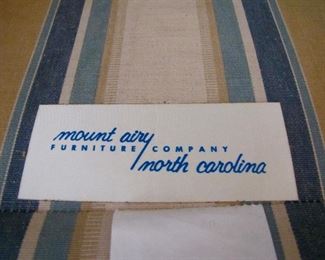 mount airy
FURNITURE COMPANY
north carolina